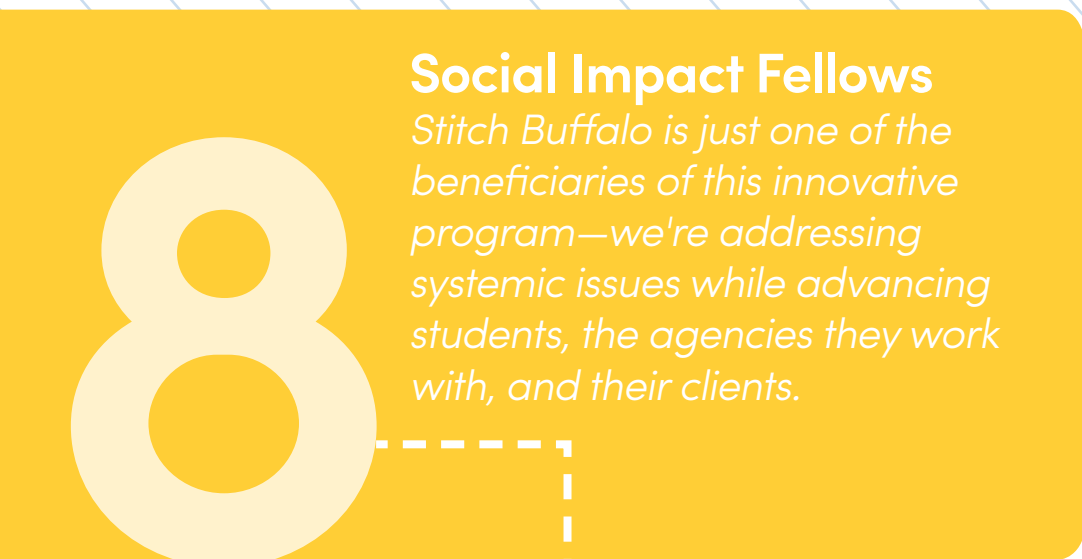 8
Social Impact Fellows
Stitch Buffalo is just one of the
beneficiaries of this innovative
program—we're addressing
systemic issues while advancing
students, the agencies they work
with, and their clients.